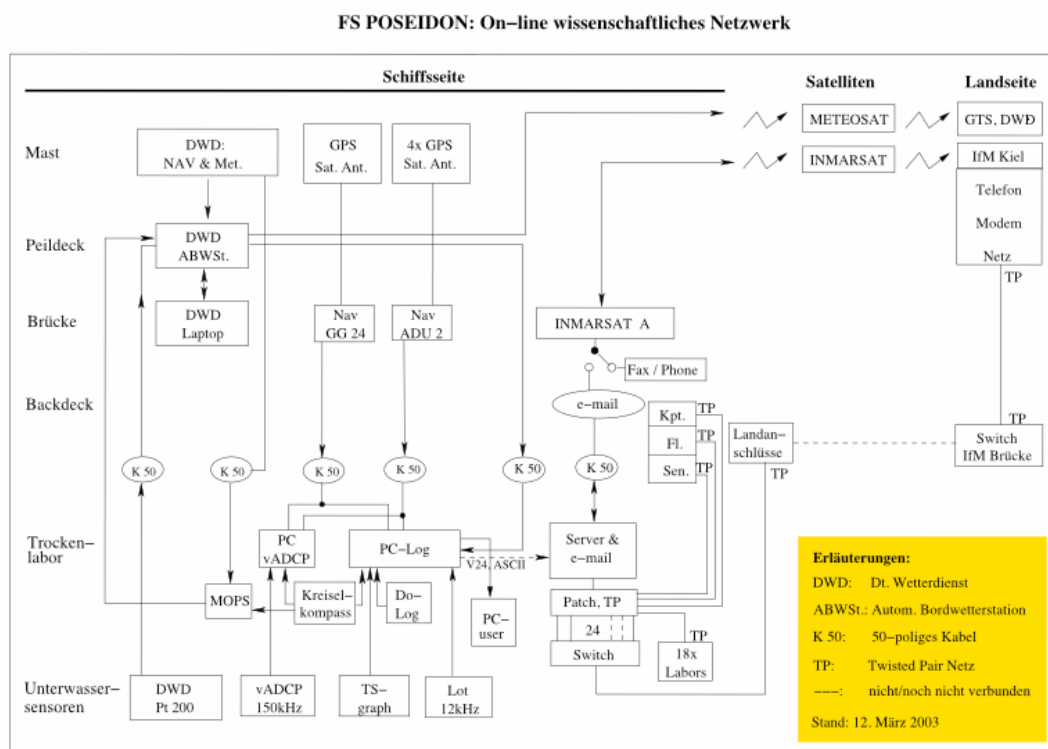 FS POSEIDON: On−line wissenschaftliches Netzwerk
Schiffsseite
Satelliten
Landseite
METEOSAT
GTS, DWD
Mast
DWD:
NAV & Met.
GPS
Sat. Ant.
4x GPS
Sat. Ant.
INMARSAT
IfM Kiel
Telefon
Modem
Netz
TP
Peildeck
DWD
ABWSt.
Brücke
DWD
Laptop
Nav
GG 24
Nav
ADU 2
INMARSAT A
Fax / Phone
Backdeck
e−mail
Kpt.
TP
Fl.
TP
Sen.
TP
Landan−
schlüsse
TP
TP
Switch
IfM Brücke
K 50
K 50
K 50
K 50
K 50
K 50
Trocken−
labor
PC
vADCP
PC−Log
V24, ASCII
Server &
e−mail
MOPS
Kreisel−
kompass
Do−
Log
PC−
user
Patch, TP
24
Switch
TP
18x
Labors
Unterwasser−
sensoren
DWD
Pt 200
vADCP
150kHz
TS−
graph
Lot
12kHz
Erläuterungen:
DWD: Dt. Wetterdienst
ABWSt.: Autom. Bordwetterstation
K 50: 50−poliges Kabel
TP: Twisted Pair Netz
−−−: nicht/noch nicht verbunden
Stand: 12. März 2003